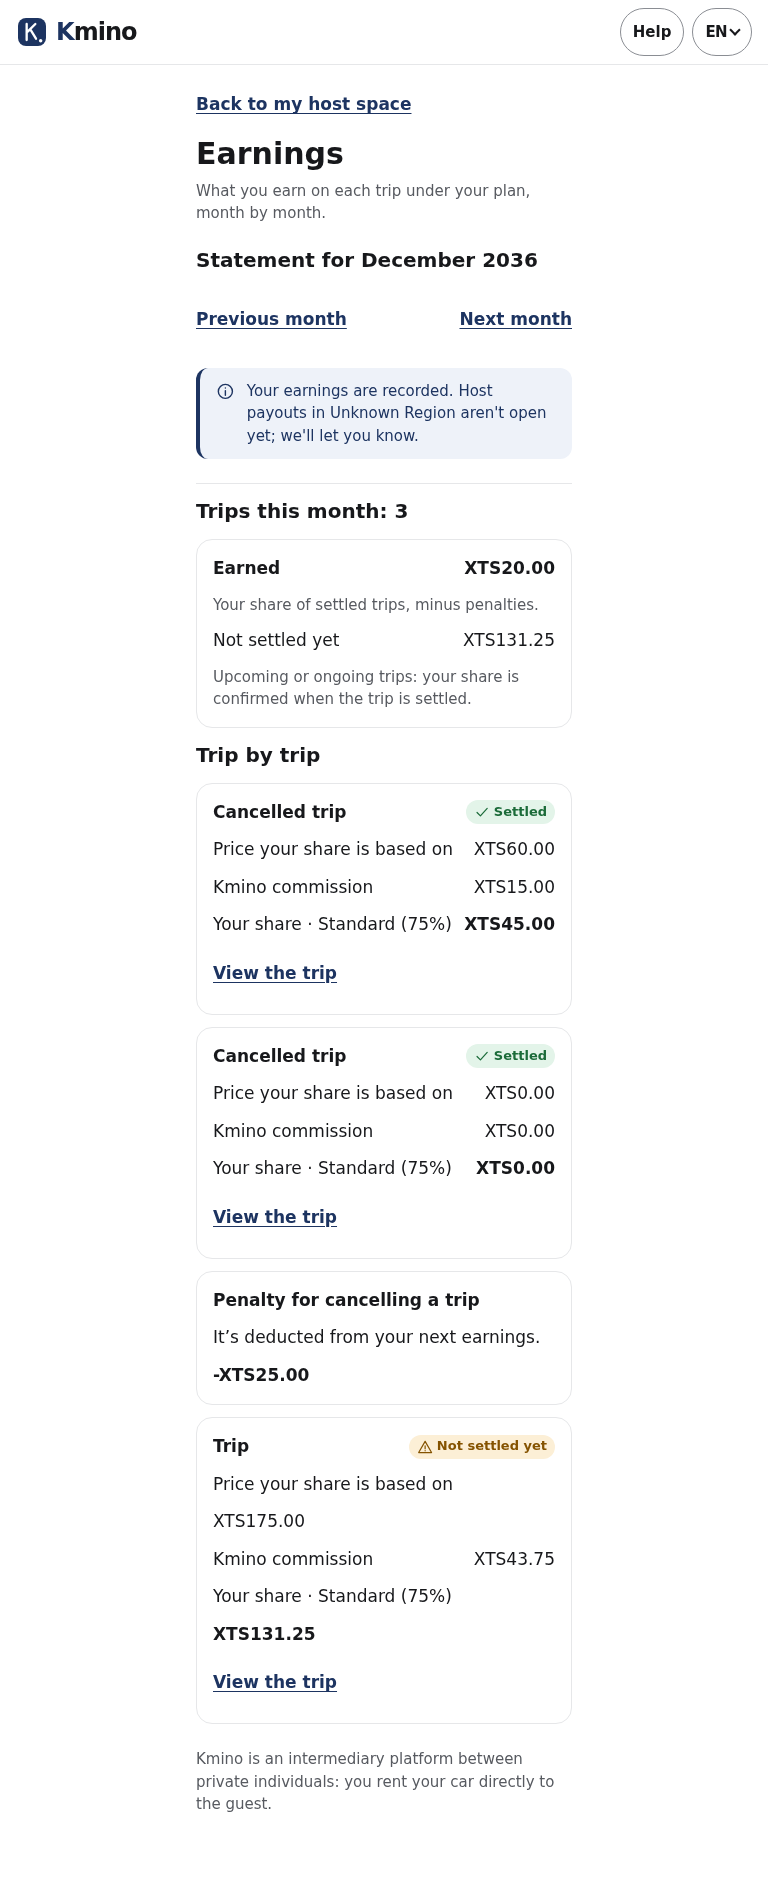 Kmino
Help
EN
Back to my host space
Earnings
What you earn on each trip under your plan,
month by month.
Statement for December 2036
Previous month
Next month
Your earnings are recorded. Host
payouts in Unknown Region aren't open
yet; we'll let you know.
Trips this month: 3
Earned XTS20.00
Your share of settled trips, minus penalties.
Not settled yet XTS131.25
Upcoming or ongoing trips: your share is
confirmed when the trip is settled.
Trip by trip
Cancelled trip Settled
Price your share is based on XTS60.00
Kmino commission XTS15.00
Your share · Standard (75%) XTS45.00
View the trip
Cancelled trip Settled
Price your share is based on XTS0.00
Kmino commission XTS0.00
Your share · Standard (75%) XTS0.00
View the trip
Penalty for cancelling a trip
It’s deducted from your next earnings.
-XTS25.00
Trip Not settled yet
Price your share is based on
XTS175.00
Kmino commission XTS43.75
Your share · Standard (75%)
XTS131.25
View the trip
Kmino is an intermediary platform between
private individuals: you rent your car directly to
the guest.